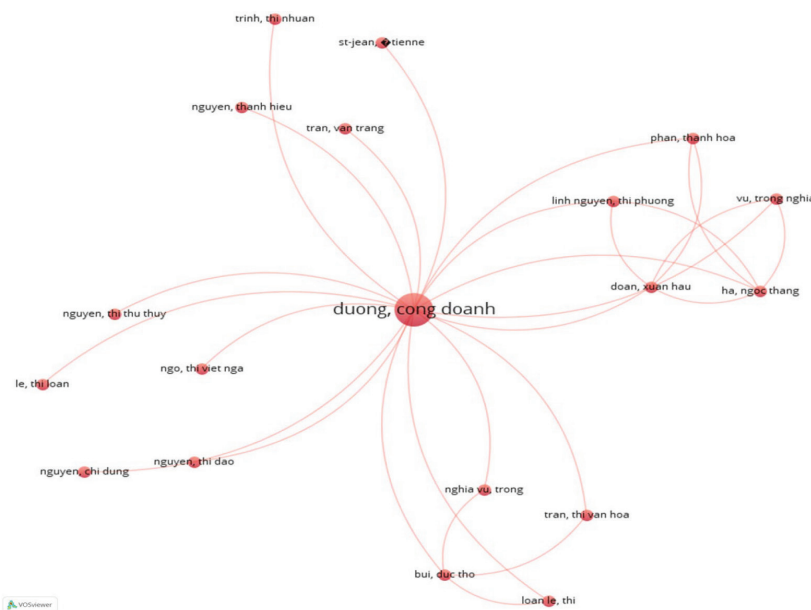 trinh, thi nhuan
st-jean, �tienne
nguyen, thanh hieu
tran, van trang
phan, thanh hoa
linh nguyen, thi phuong
vu, trong nghia
doan, xuan hau
ha, ngoc thang
duong, cong doanh
nguyen, thi thu thuy
ngo, thi viet nga
le, thi loan
nguyen, thi dao
nguyen, chi dung
nghia vu, trong
tran, thi van hoa
bui, duc tho
loan le, thi
VOSviewer